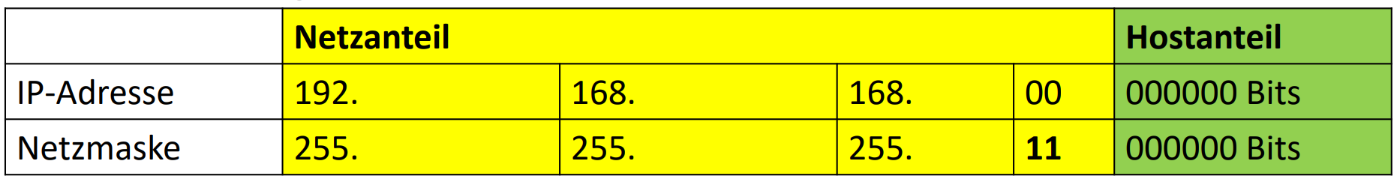 Netzanteil Hostanteil
IP-Adresse 192. 168. 168. 00 000000 Bits
Netzmaske 255. 255. 255. 11 000000 Bits